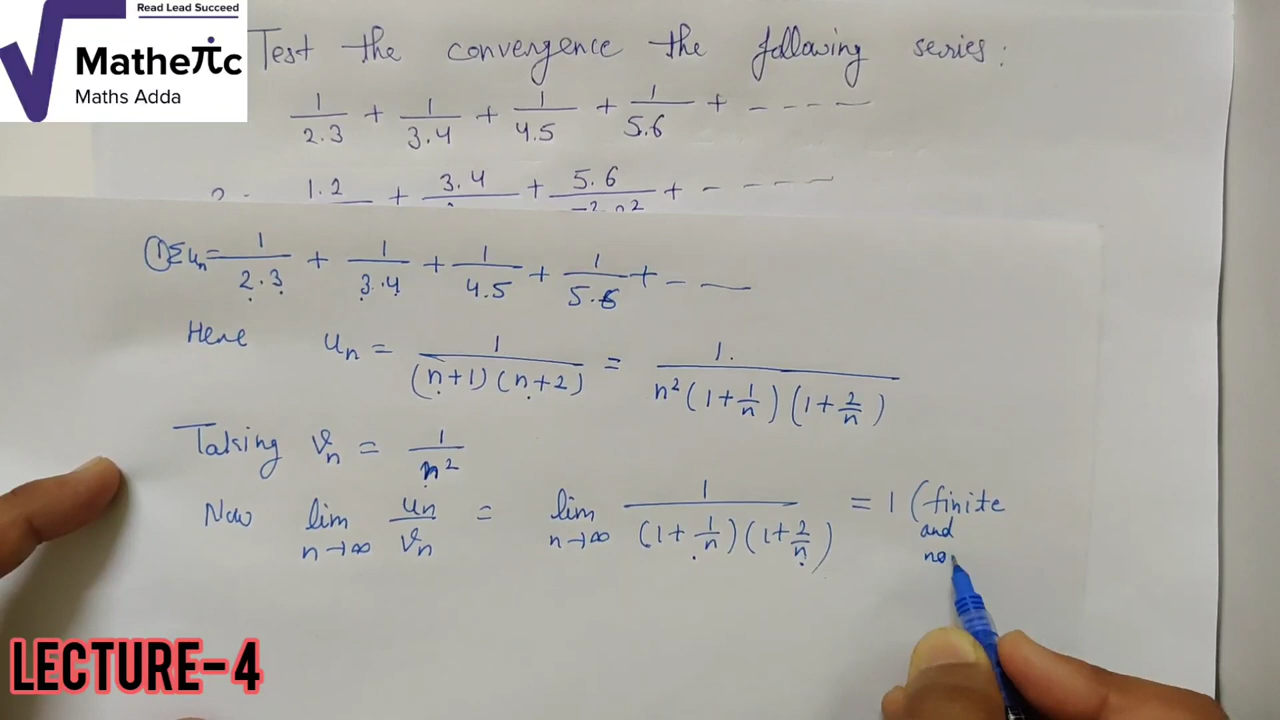 Read Lead Succeed
Matheπc
Maths Adda
Test the convergence the following series:
1/2.3 + 1/3.4 + 1/4.5 + 1/5.6 + ----
1.2 + 3.4 + 5.6 + ----
① Σun = 1/2.3 + 1/3.4 + 1/4.5 + 1/5.6 + - —
Here un = 1/(n+1)(n+2) = 1./n²(1+1/n)(1+2/n)
Taking vn = 1/n²
Now lim n→∞ un/vn = lim n→∞ 1/(1+1/n)(1+2/n) = 1 (finite
and
no
LECTURE-4